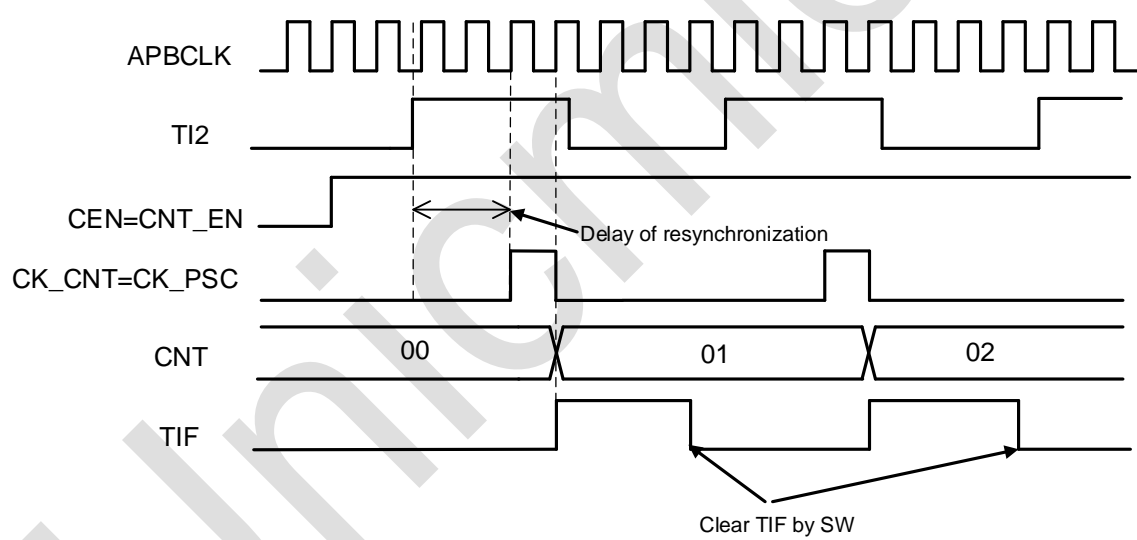 APBCLK
TI2
CEN=CNT_EN
Delay of resynchronization
CK_CNT=CK_PSC
CNT 00 01 02
TIF
Clear TIF by SW